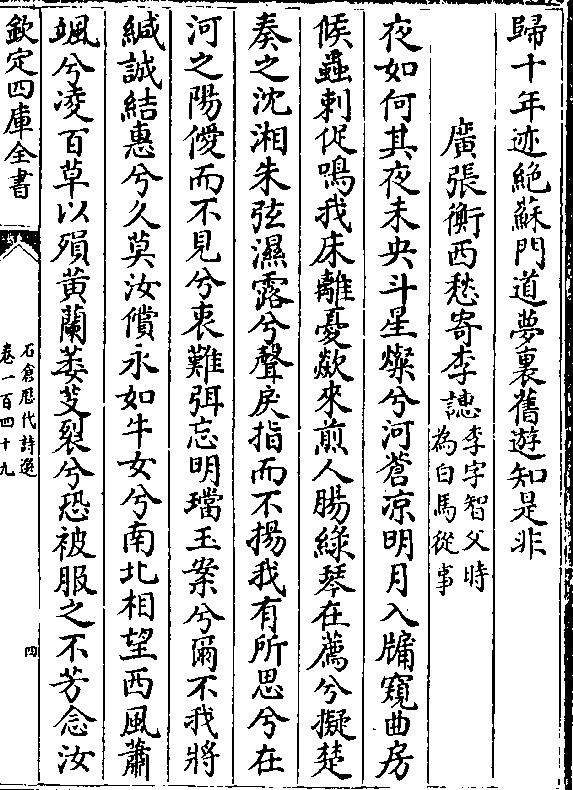 歸十年迹絶蘇門道夢裏舊遊知是非
廣張衡西愁寄李譓李字智父時
為白馬從事
夜如何其夜未央斗星燦兮河蒼凉明月入牖窺曲房
候蟲剌促鳴我床離憂欻來煎人腸綠琴在薦兮擬楚
奏之沈湘朱弦濕露兮聲戾指而不揚我有所思兮在
河之陽僾而不見兮衷難弭忘明璫玉案兮爾不我將
緘誠結惠兮久莫汝償永如牛女兮南北相望西風蕭
颯兮凌百草以殞黄蘭萎芰裂兮恐被服之不芳念汝
欽定四庫全書
石倉歴代詩選
卷一百四十九
四